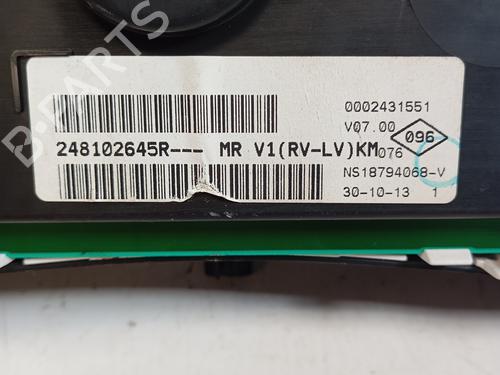 B-PARTS
0002431551
V07.00
096
248102645R--- MR V1(RV-LV)KM
076
NS18794068-V
30-10-13 1